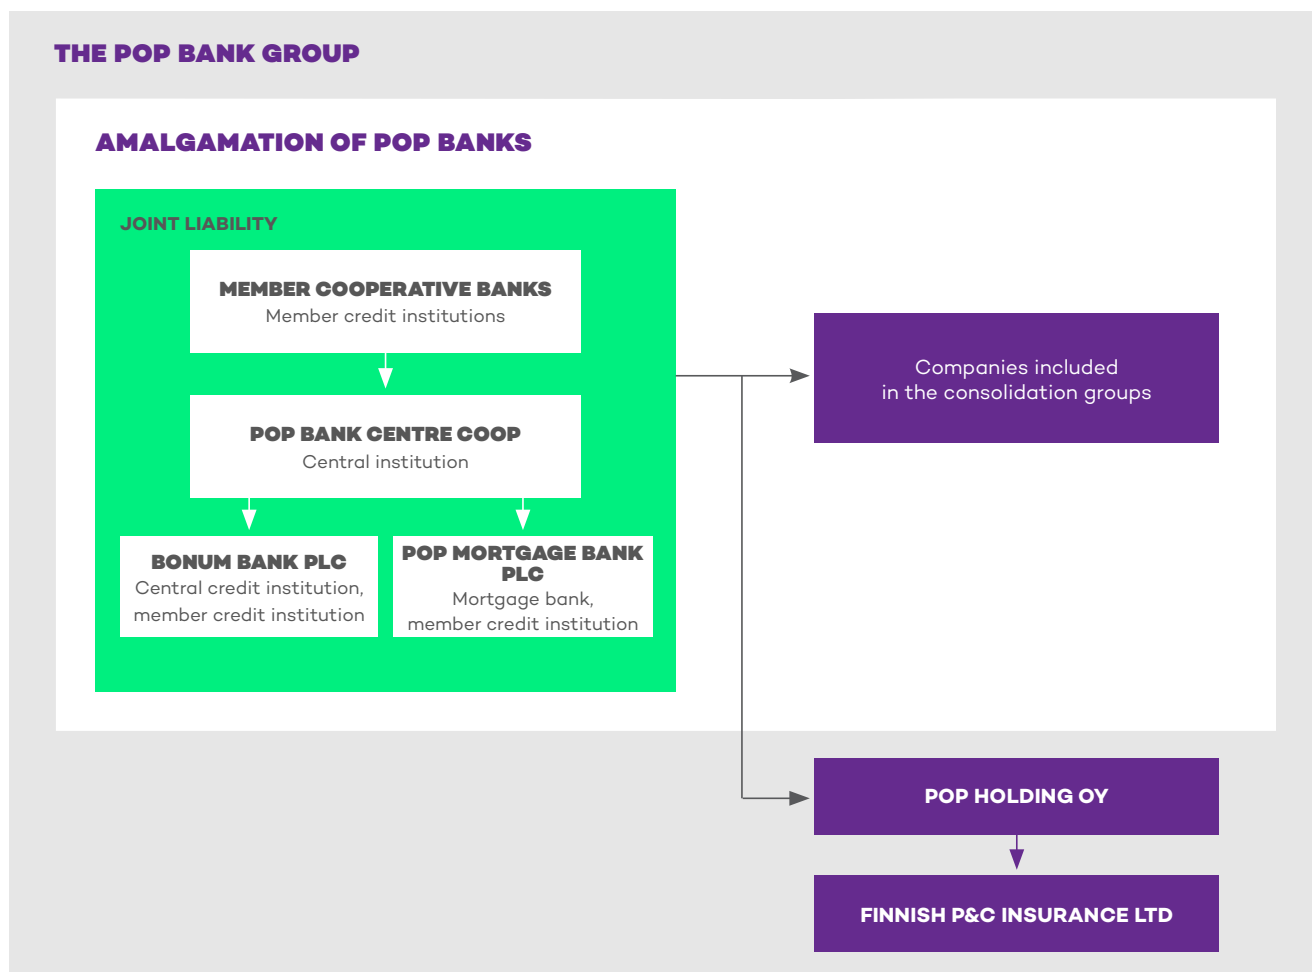 THE POP BANK GROUP
AMALGAMATION OF POP BANKS
JOINT LIABILITY
MEMBER COOPERATIVE BANKS
Member credit institutions
POP BANK CENTRE COOP
Central institution
BONUM BANK PLC
Central credit institution,
member credit institution
POP MORTGAGE BANK
PLC
Mortgage bank,
member credit institution
Companies included
in the consolidation groups
POP HOLDING OY
FINNISH P&C INSURANCE LTD